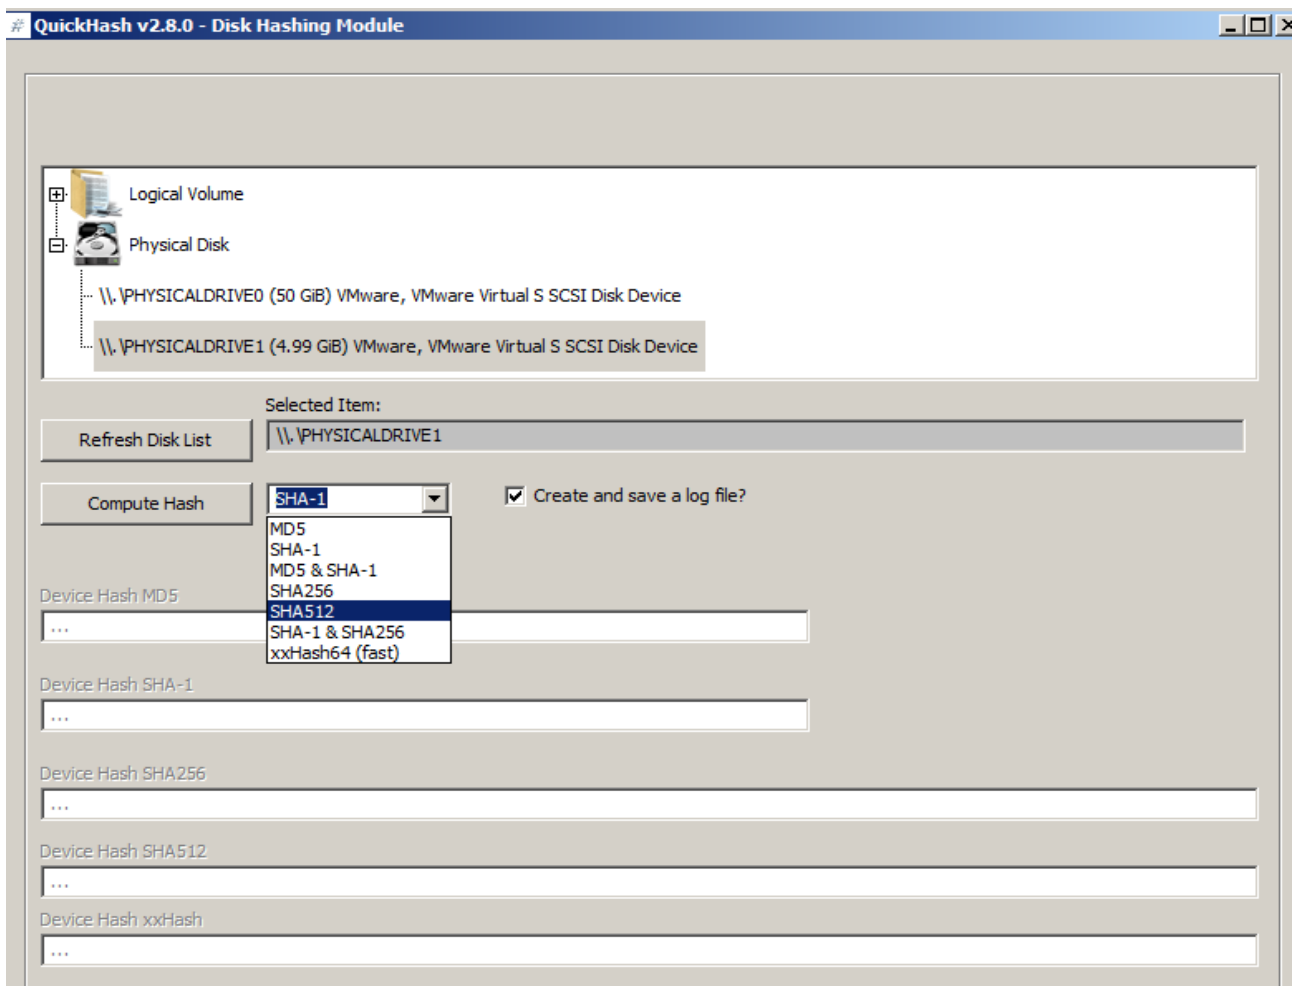 QuickHash v2.8.0 - Disk Hashing Module
Logical Volume
Physical Disk
\\.\PHYSICALDRIVE0 (50 GiB) VMware, VMware Virtual S SCSI Disk Device
\\.\PHYSICALDRIVE1 (4.99 GiB) VMware, VMware Virtual S SCSI Disk Device
Selected Item:
Refresh Disk List
\\.\PHYSICALDRIVE1
Compute Hash
SHA-1
Create and save a log file?
MD5
SHA-1
MD5 & SHA-1
SHA256
SHA512
SHA-1 & SHA256
xxHash64 (fast)
Device Hash MD5
...
Device Hash SHA-1
...
Device Hash SHA256
...
Device Hash SHA512
...
Device Hash xxHash
...